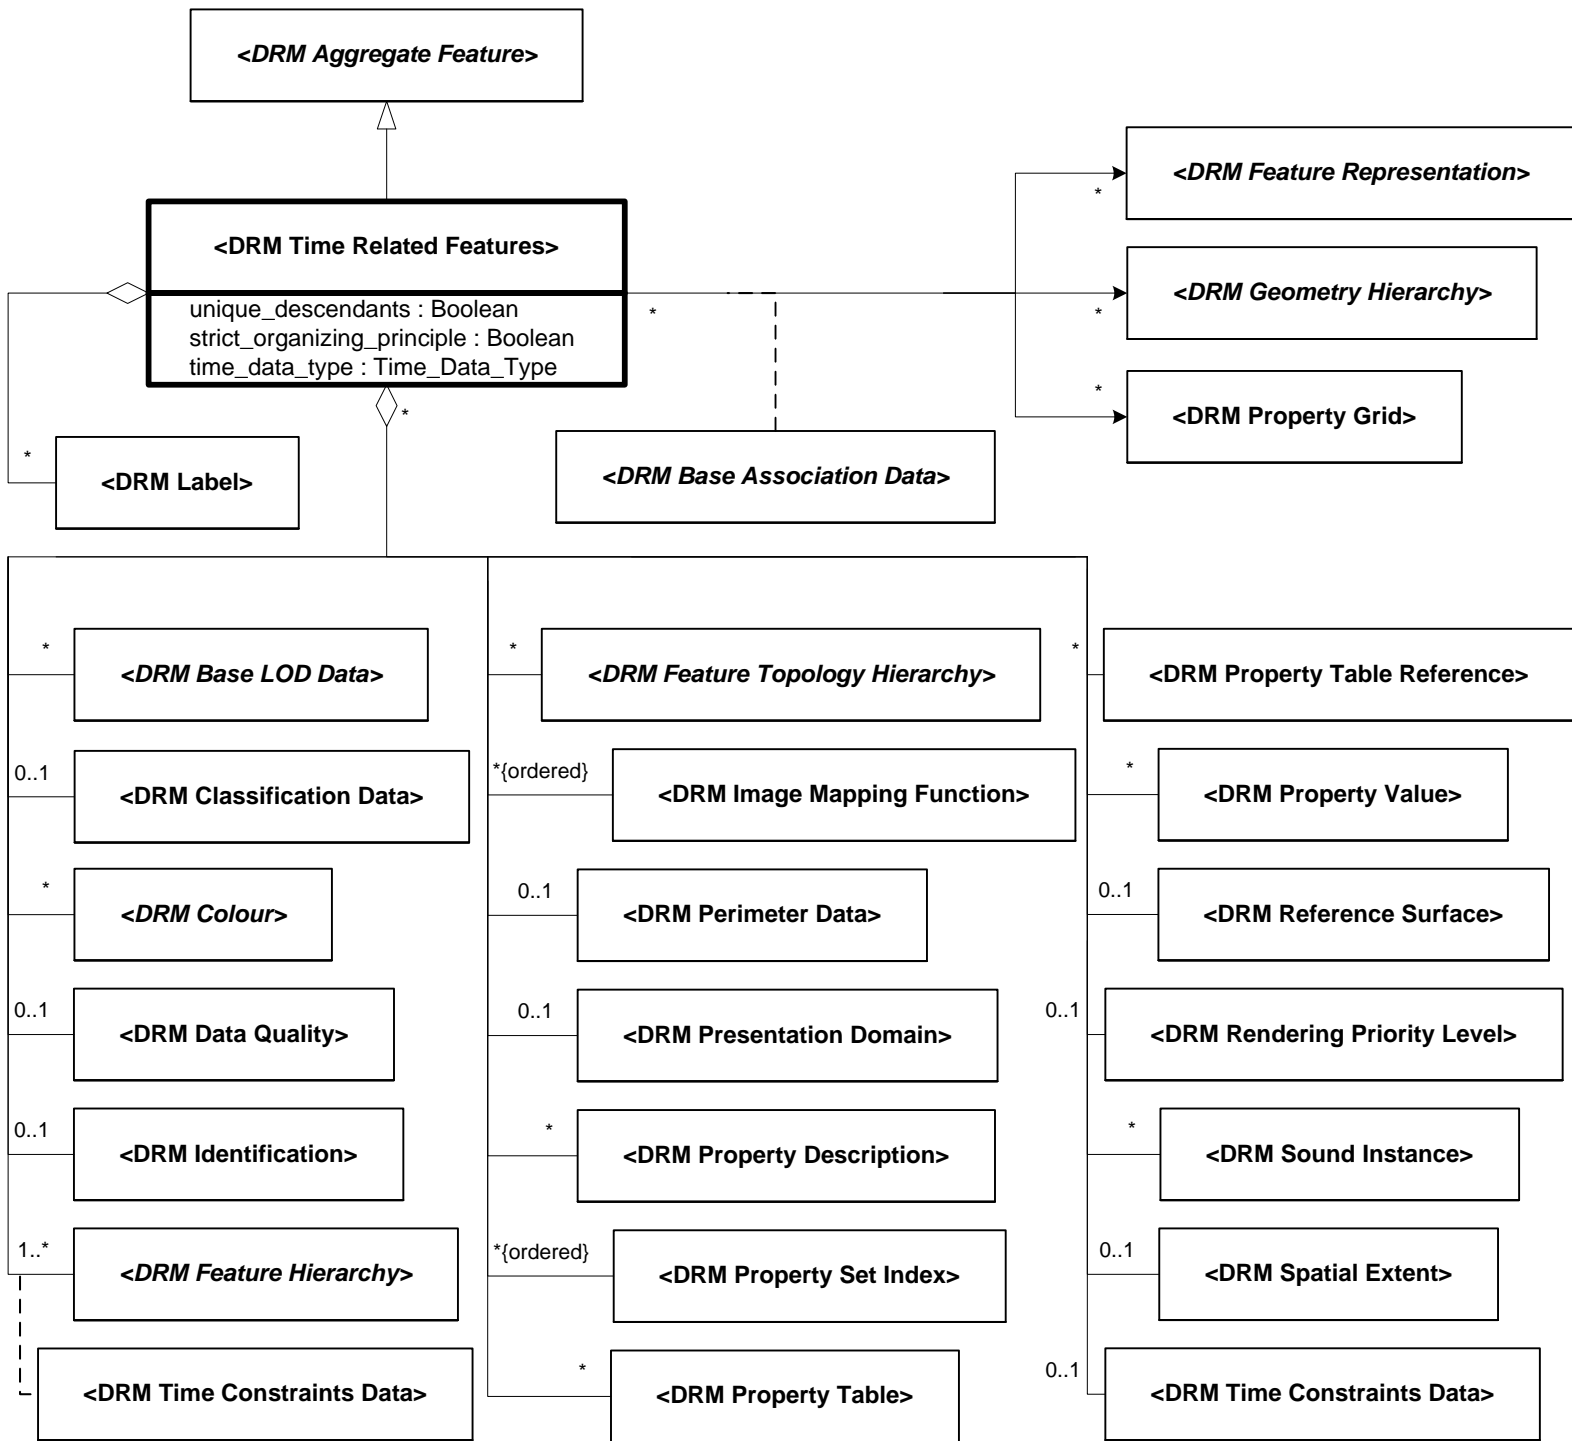 <DRM Aggregate Feature>
<DRM Feature Representation>
*
<DRM Time Related Features>
unique_descendants : Boolean
strict_organizing_principle : Boolean
time_data_type : Time_Data_Type
*
<DRM Geometry Hierarchy>
*
*
<DRM Property Grid>
*
*
<DRM Label>
<DRM Base Association Data>
*
<DRM Base LOD Data>
*
<DRM Feature Topology Hierarchy>
*
<DRM Property Table Reference>
0..1
<DRM Classification Data>
*{ordered}
<DRM Image Mapping Function>
*
<DRM Property Value>
*
<DRM Colour>
0..1
<DRM Perimeter Data>
0..1
<DRM Reference Surface>
0..1
<DRM Data Quality>
0..1
<DRM Presentation Domain>
0..1
<DRM Rendering Priority Level>
0..1
<DRM Identification>
*
<DRM Property Description>
*
<DRM Sound Instance>
1..*
<DRM Feature Hierarchy>
*{ordered}
<DRM Property Set Index>
0..1
<DRM Spatial Extent>
<DRM Time Constraints Data>
*
<DRM Property Table>
0..1
<DRM Time Constraints Data>